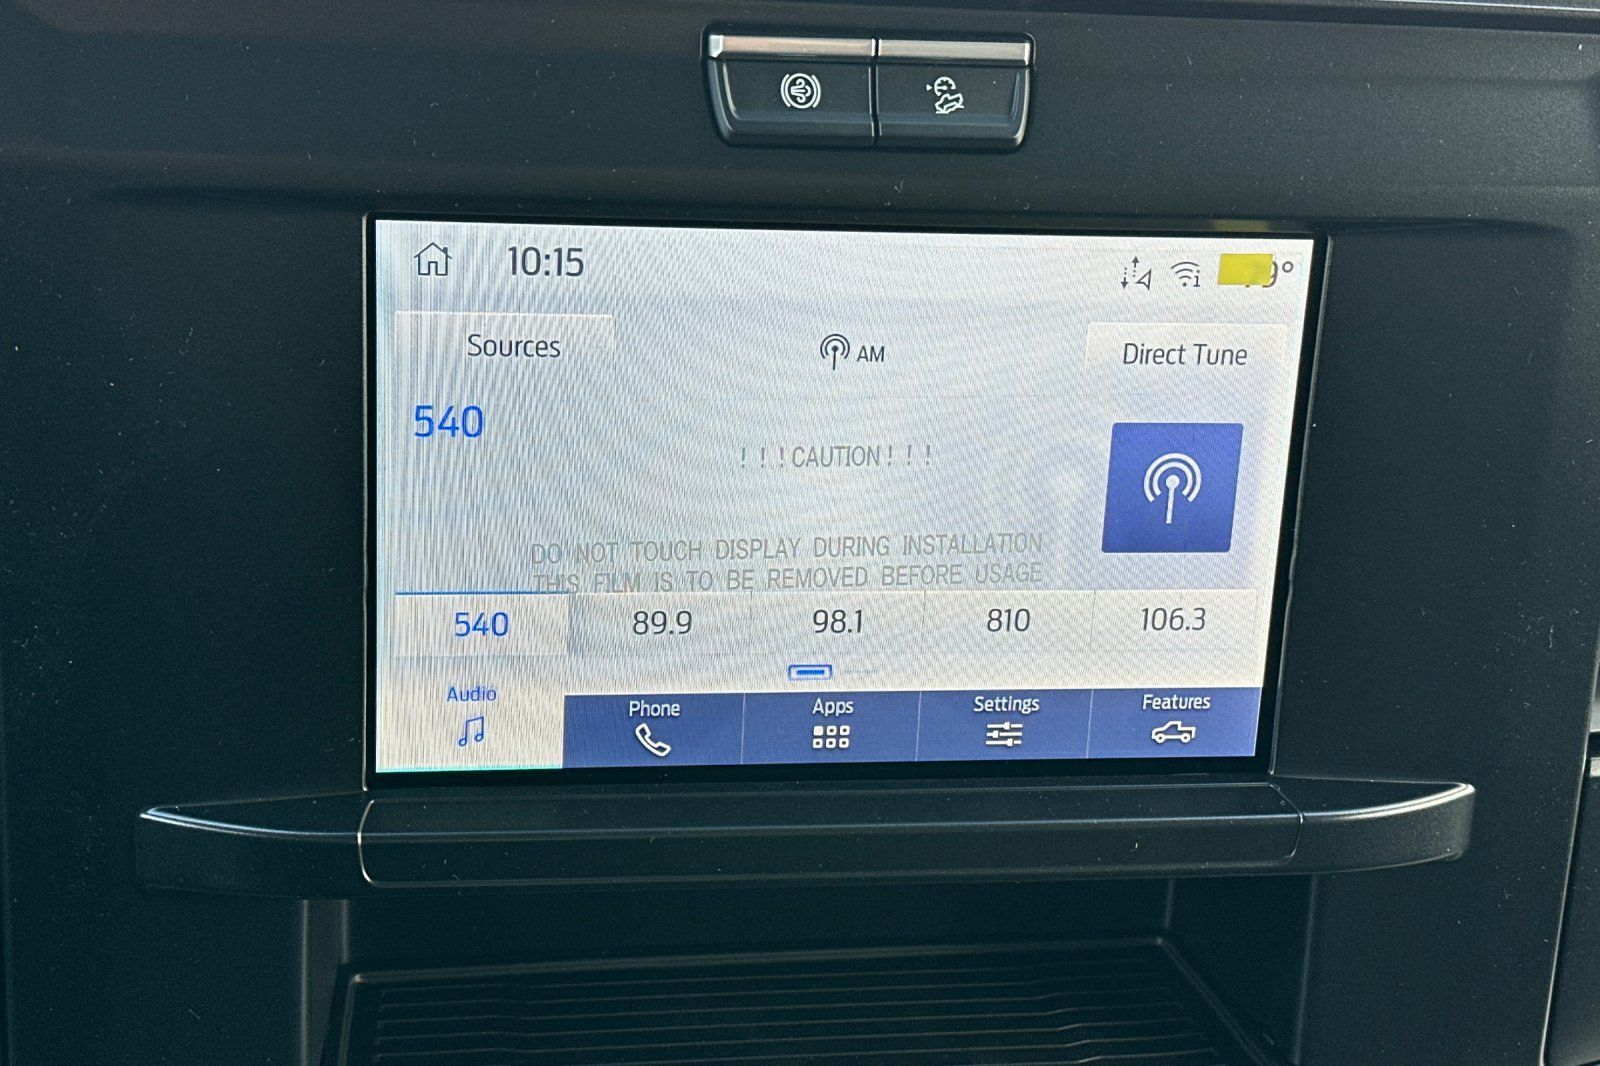 10:15
Sources
AM
Direct Tune
540
! ! ! CAUTION ! ! !
DO NOT TOUCH DISPLAY DURING INSTALLATION
THIS FILM IS TO BE REMOVED BEFORE USAGE
540 89.9 98.1 810 106.3
Audio Phone Apps Settings Features